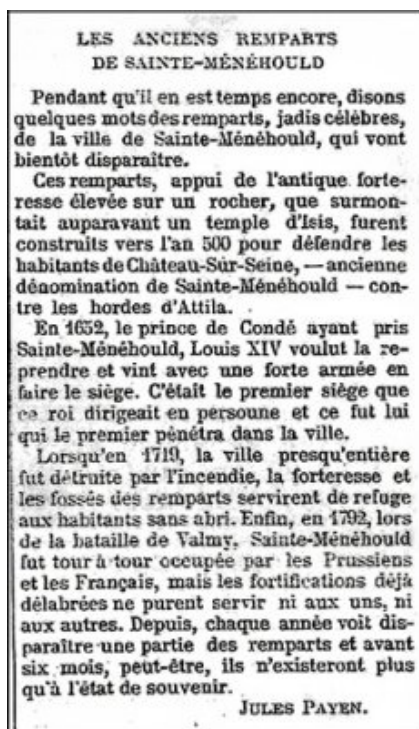 LES ANCIENS REMPARTS
DE SAINTE-MÉNÉHOULD
Pendant qu'il en est temps encore, disons
quelques mots des remparts, jadis célèbres,
de la ville de Sainte-Ménéhould, qui vont
bientôt disparaître.
Ces remparts, appui de l'antique forte-
resse élevée sur un rocher, que surmon-
tait auparavant un temple d'Isis, furent
construits vers l'an 500 pour défendre les
habitants de Château-Sur-Seine, — ancienne
dénomination de Sainte-Ménéhould — con-
tre les hordes d'Attila.
En 1652, le prince de Condé ayant pris
Sainte-Ménéhould, Louis XIV voulut la re-
prendre et vint avec une forte armée en
faire le siège. C'était le premier siège que
ce roi dirigeait en persoune et ce fut lui
qui le premier pénétra dans la ville.
Lorsqu'en 1719, la ville presqu'entière
fut détruite par l'incendie, la forteresse et
les fossés des remparts servirent de refuge
aux habitants sans abri. Enfin, en 1792, lors
de la bataille de Valmy, Sainte-Ménéhould
fut tour à tour occupée par les Prussiens
et les Français, mais les fortifications déjà
délabrées ne purent servir ni aux uns, ni
aux autres. Depuis, chaque année voit dis-
paraître une partie des remparts et avant
six mois, peut-être, ils n'existeront plus
qu'à l'état de souvenir.
JULES PAYEN.